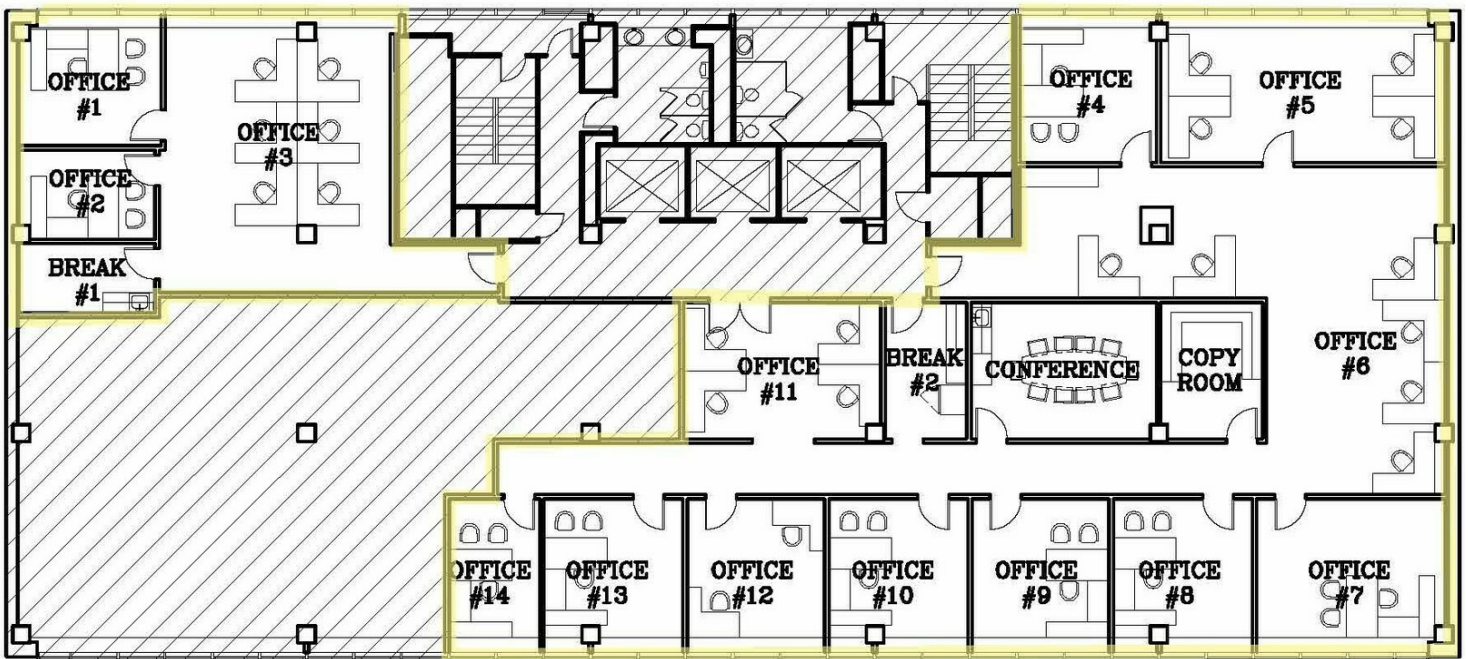 OFFICE
#1
OFFICE
#2
BREAK
#1
OFFICE
#3
OFFICE
#4
OFFICE
#5
OFFICE
#6
OFFICE
#11
BREAK
#2
CONFERENCE
COPY
ROOM
OFFICE
#14
OFFICE
#13
OFFICE
#12
OFFICE
#10
OFFICE
#9
OFFICE
#8
OFFICE
#7